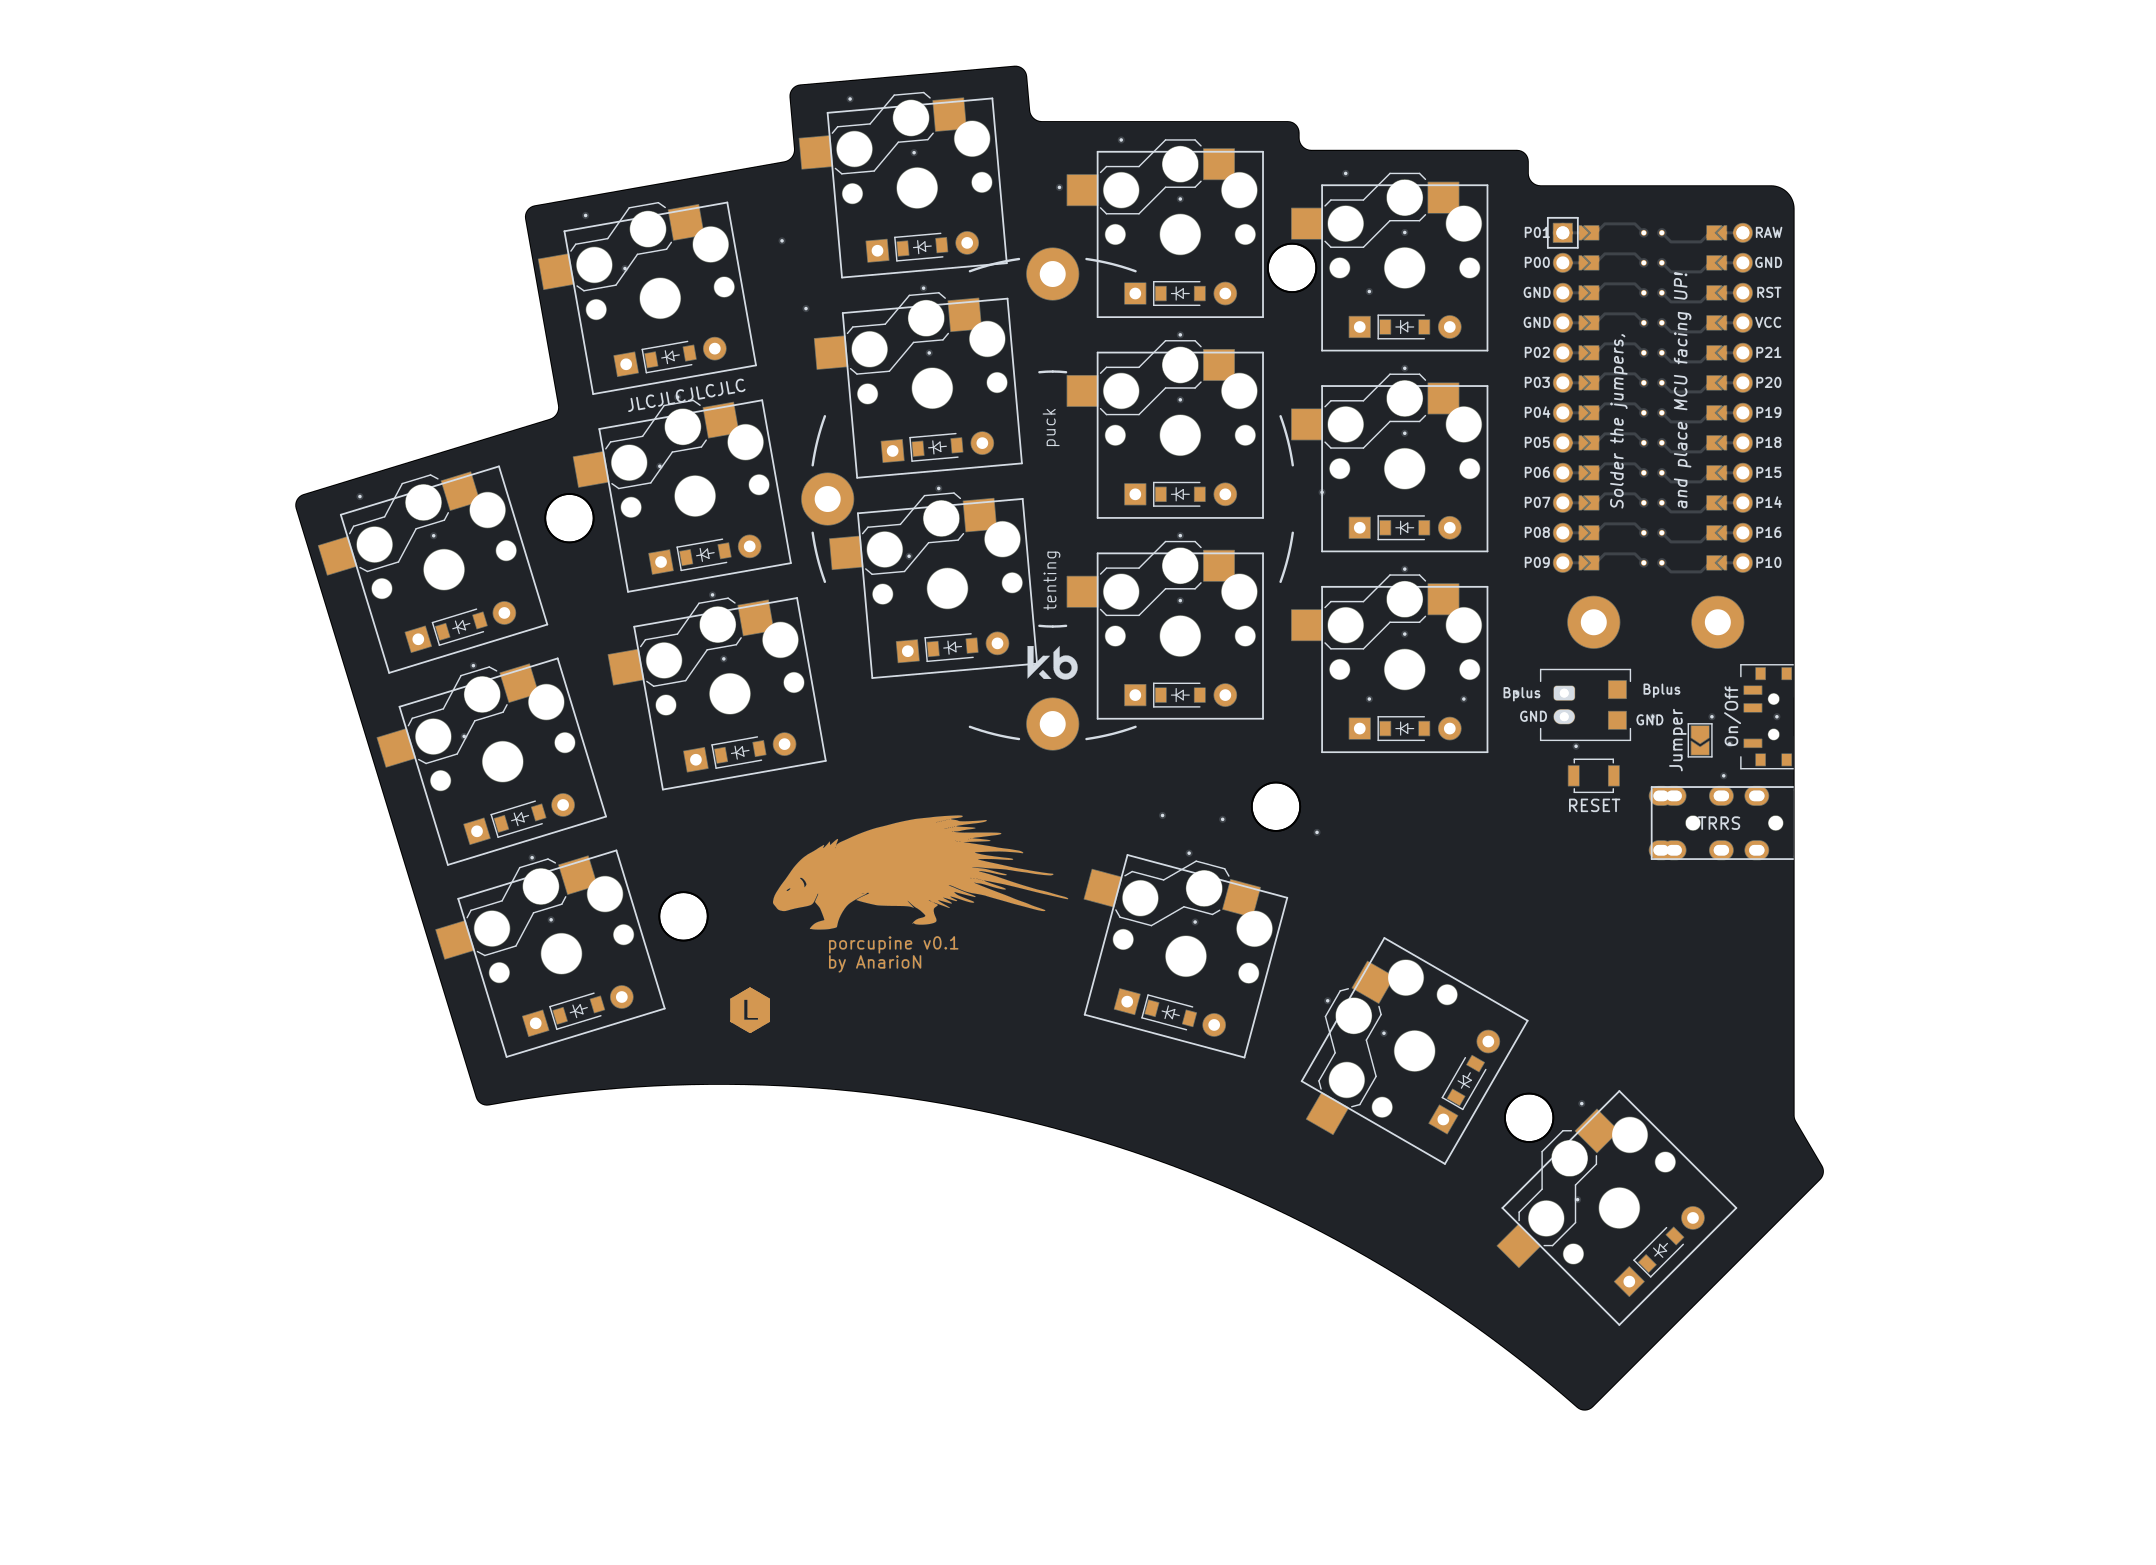 P01
P00
GND
GND
P02
P03
P04
P05
P06
P07
P08
P09
RAW
GND
RST
VCC
P21
P20
P19
P18
P15
P14
P16
P10
Solder the jumpers,
and place MCU facing UP!
JLCJLCJLCJLC
puck
tenting
kb
Bplus
GND
Bplus
GND
Jumper
On/Off
RESET
TRRS
porcupine v0.1
by AnarioN
L